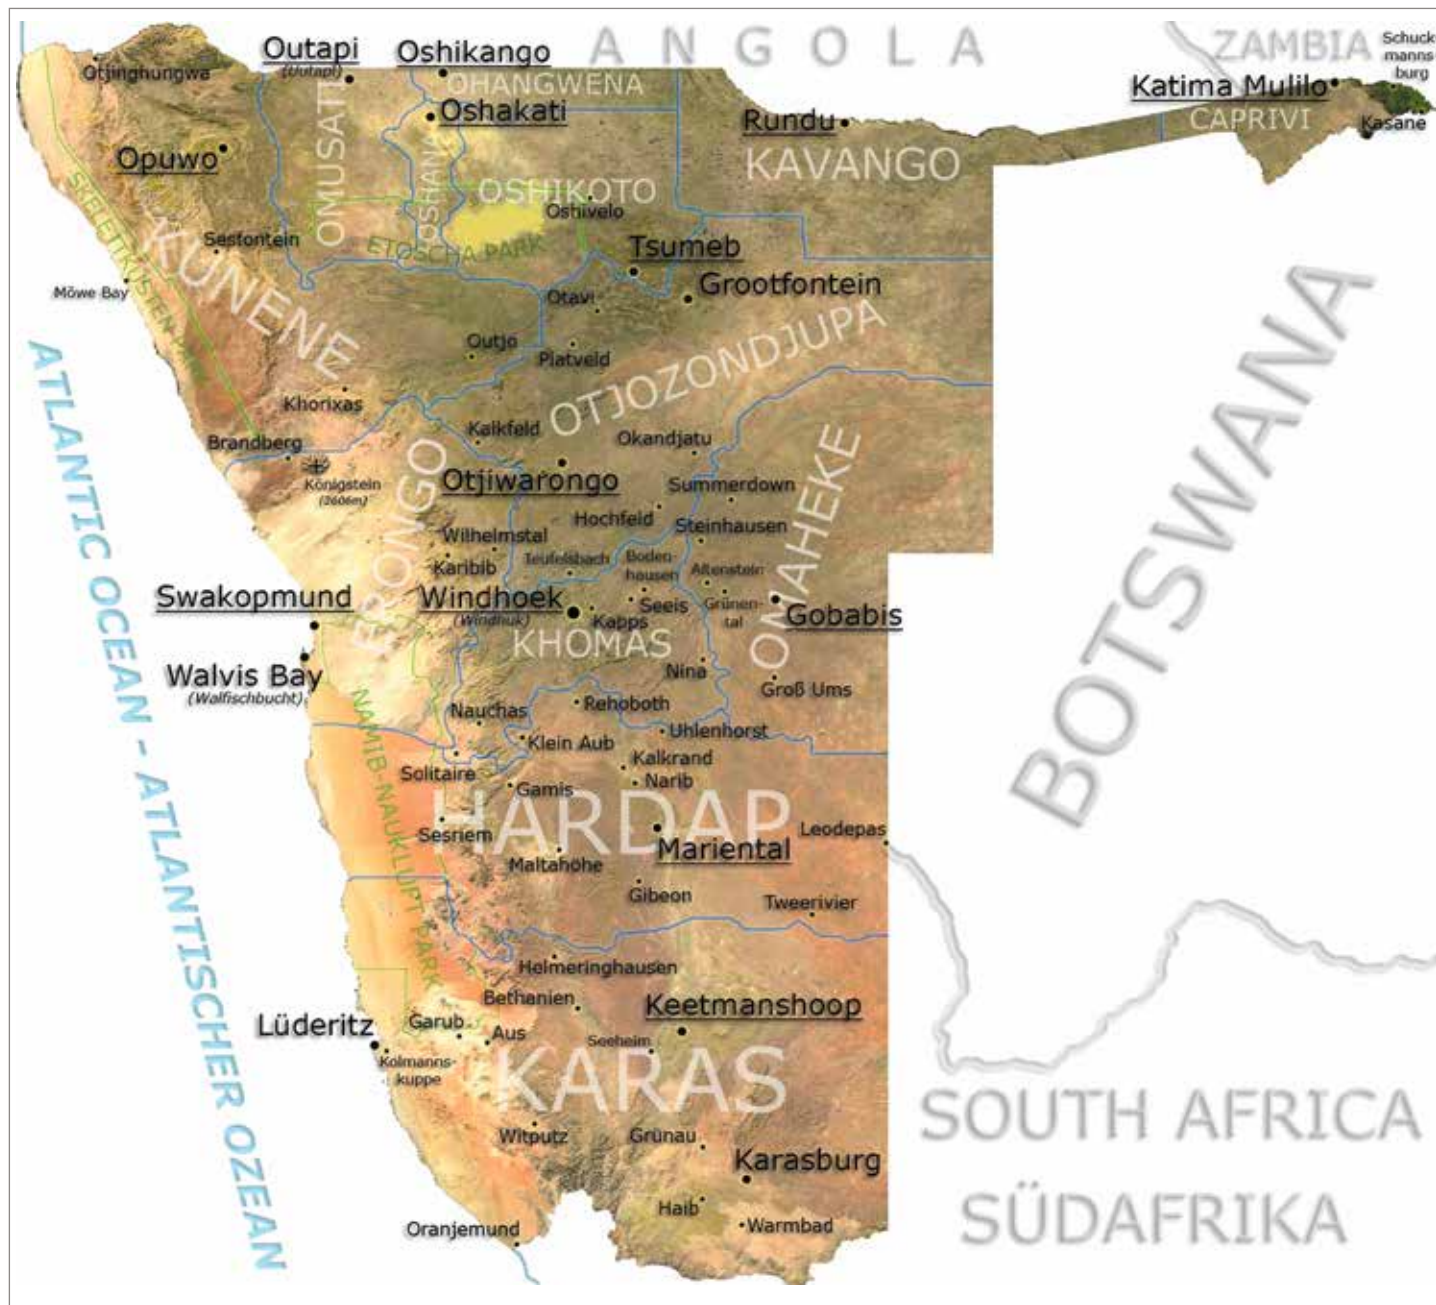 ANGOLA
ZAMBIA
Schuck-
manns-
burg
Outapi
(Uutapi)
Oshikango
Otjinghungwa
OHANGWENA
Katima Mulilo
Oshakati
Rundu
CAPRIVI
Kasane
Opuwo
OMUSATI
OSHANA
KAVANGO
SKELETTKÜSTEN PARK
OSHIKOTO
Oshivelo
KUNENE
Sesfontein
ETOSCHA PARK
Tsumeb
Möwe Bay
Otavi
Grootfontein
Outjo
Platveld
OTJOZONDJUPA
Khorixas
BOTSWANA
Kalkfeld
Brandberg
Okandjatu
ERONGO
OMAHEKE
Königstein
(2606m)
Otjiwarongo
Summerdown
Hochfeld
Steinhausen
Wilhelmstal
Karibib
Teufelsbach
Boden-
hausen
Altenstein
Swakopmund
Windhoek
(Windhuk)
Kapps
Seeis
Grünen-
tal
Gobabis
KHOMAS
Walvis Bay
(Walfischbucht)
Nina
Groß Ums
NAMIB-NAUKLUPT PARK
Nauchas
Rehoboth
Uhlenhorst
Klein Aub
Solitaire
Kalkrand
Gamis
Narib
HARDAP
Sesriem
Leodepas
Mariental
Maltahöhe
Gibeon
Tweerivier
ATLANTIC OCEAN - ATLANTISCHER OZEAN
Helmeringhausen
Bethanien
Keetmanshoop
Lüderitz
Garub
Aus
Seeheim
Kolmanns-
kuppe
KARAS
SOUTH AFRICA
Witputz
Grünau
Karasburg
Haib
SÜDAFRIKA
Oranjemund
Warmbad